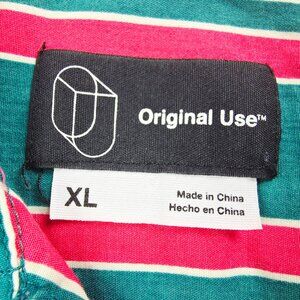 Original Use™
XL
Made in China
Hecho en China